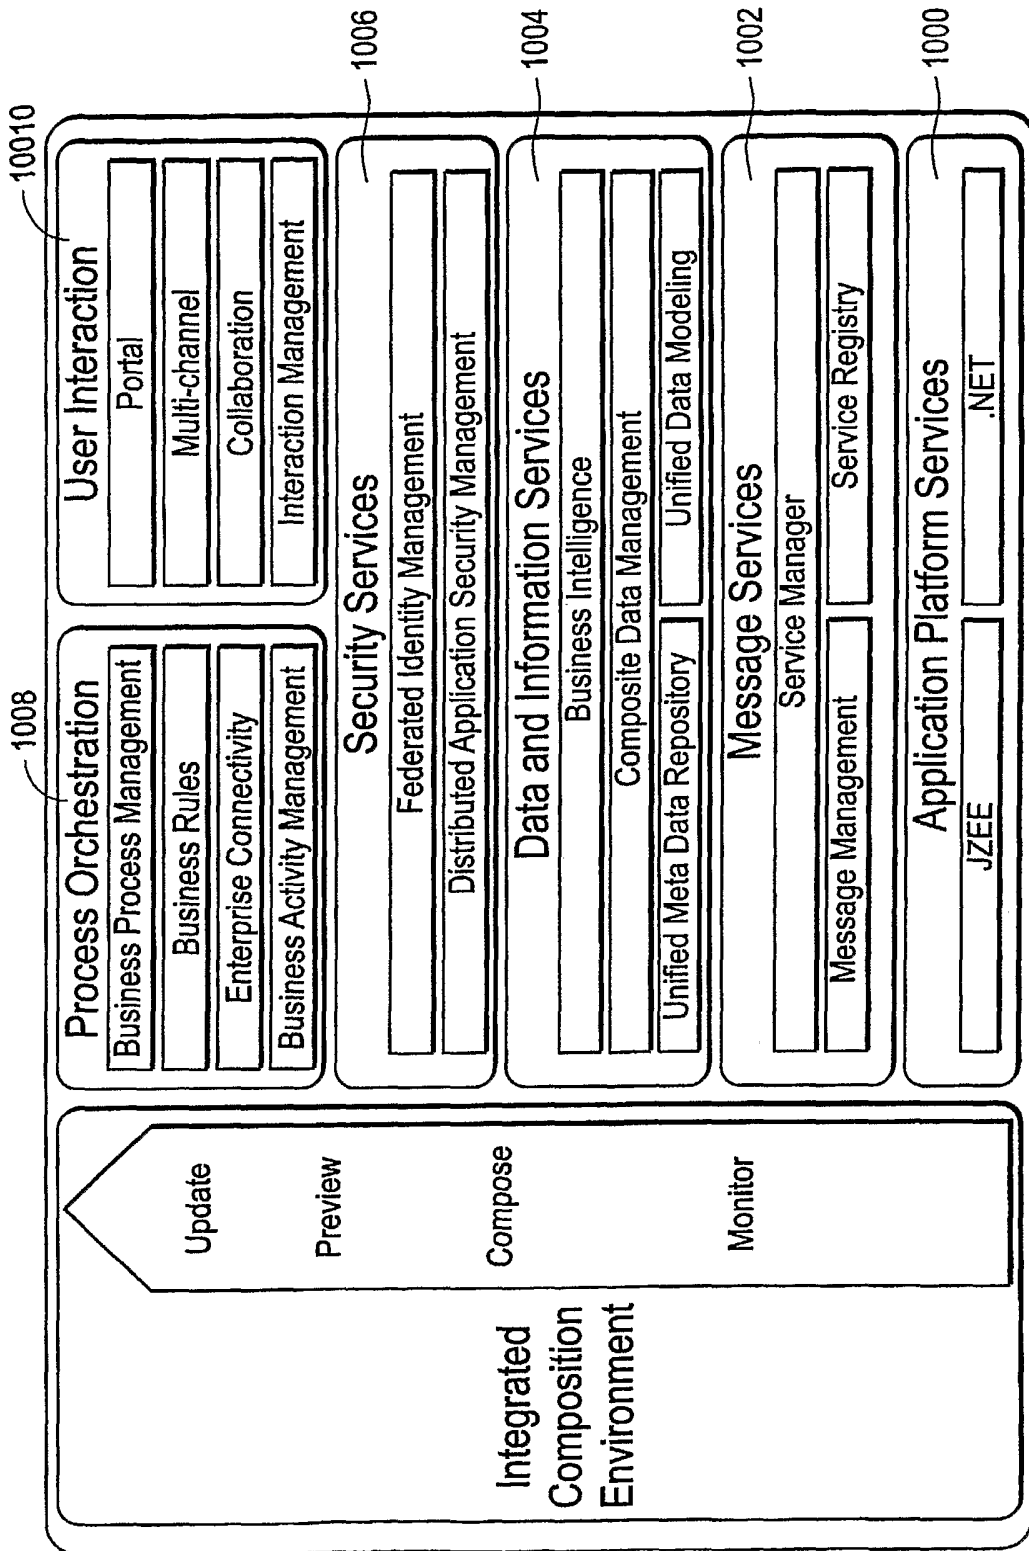 1008
10010
Process Orchestration
Business Process Management
Business Rules
Enterprise Connectivity
Business Activity Management
User Interaction
Portal
Multi-channel
Collaboration
Interaction Management
1006
Security Services
Federated Identity Management
Distributed Application Security Management
1004
Data and Information Services
Business Intelligence
Composite Data Management
Unified Meta Data Repository
Unified Data Modeling
1002
Message Services
Service Manager
Message Management
Service Registry
1000
Application Platform Services
JZEE
.NET
Integrated
Composition
Environment
Update
Preview
Compose
Monitor